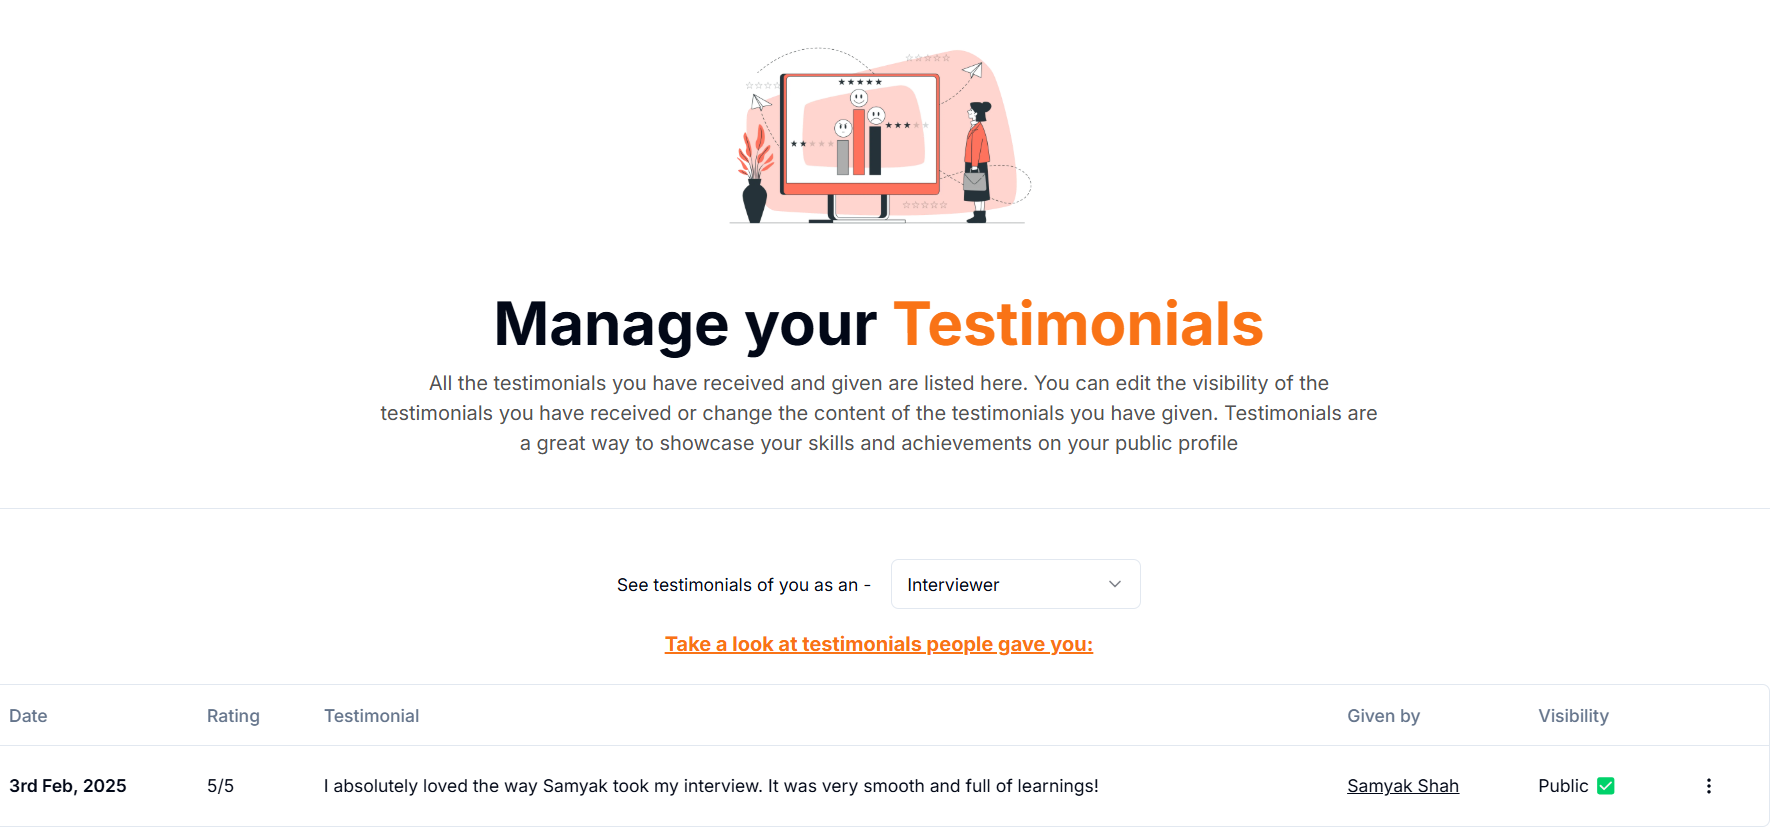 Manage your Testimonials
All the testimonials you have received and given are listed here. You can edit the visibility of the
testimonials you have received or change the content of the testimonials you have given. Testimonials are
a great way to showcase your skills and achievements on your public profile
See testimonials of you as an - Interviewer
Take a look at testimonials people gave you:
Date Rating Testimonial Given by Visibility
3rd Feb, 2025 5/5 I absolutely loved the way Samyak took my interview. It was very smooth and full of learnings! Samyak Shah Public ✅